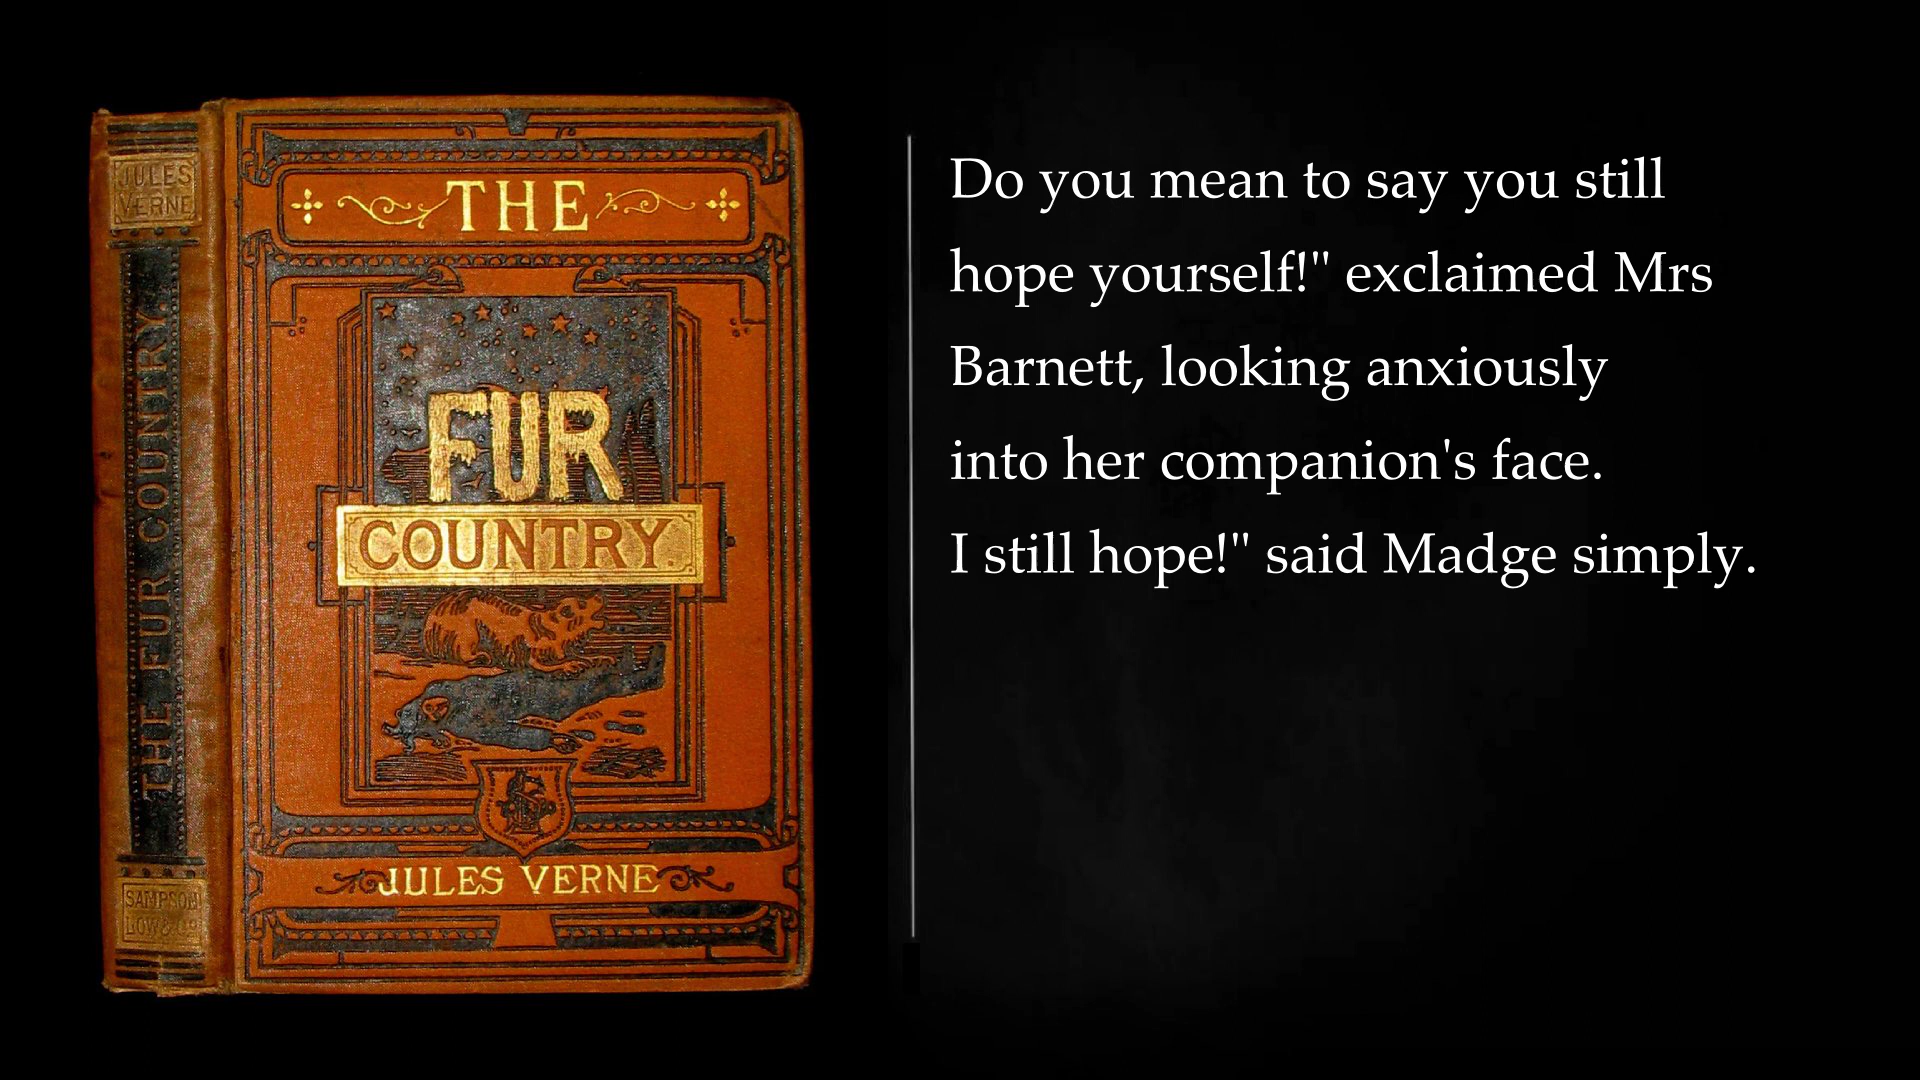 JULES
VERNE
THE FUR COUNTRY.
SAMPSON
LOW & Co
THE
FUR
COUNTRY.
JULES VERNE
Do you mean to say you still
hope yourself!" exclaimed Mrs
Barnett, looking anxiously
into her companion's face.
I still hope!" said Madge simply.